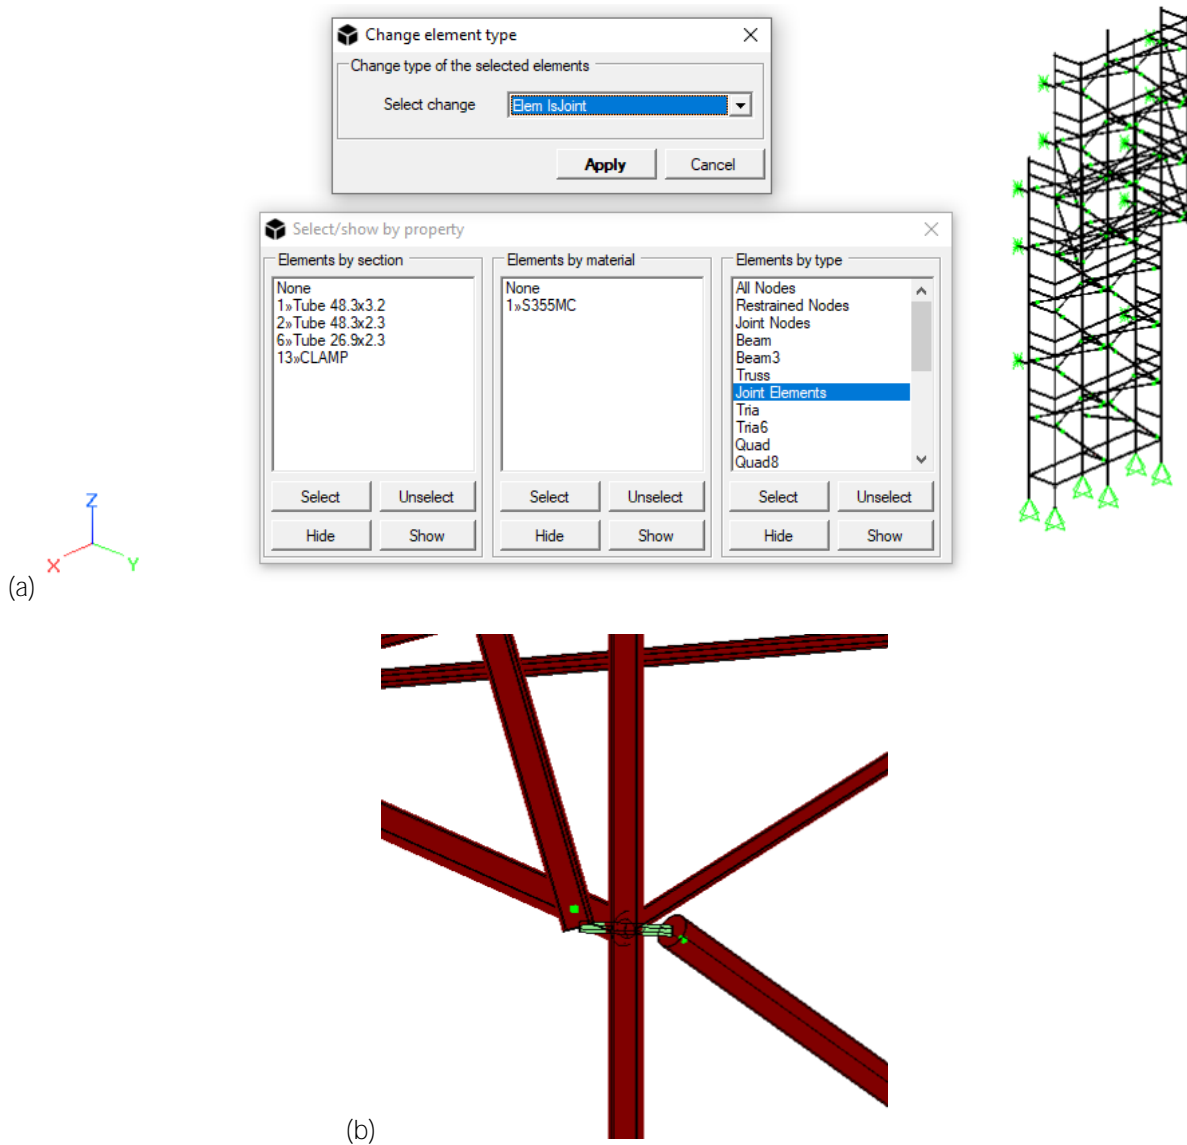 Change element type
Change type of the selected elements
Select change
Elem IsJoint
Apply
Cancel
Select/show by property
Elements by section
None
1»Tube 48.3x3.2
2»Tube 48.3x2.3
6»Tube 26.9x2.3
13»CLAMP
Select
Unselect
Hide
Show
Elements by material
None
1»S355MC
Select
Unselect
Hide
Show
Elements by type
All Nodes
Restrained Nodes
Joint Nodes
Beam
Beam3
Truss
Joint Elements
Tria
Tria6
Quad
Quad8
Select
Unselect
Hide
Show
Z
X
Y
(a)
(b)